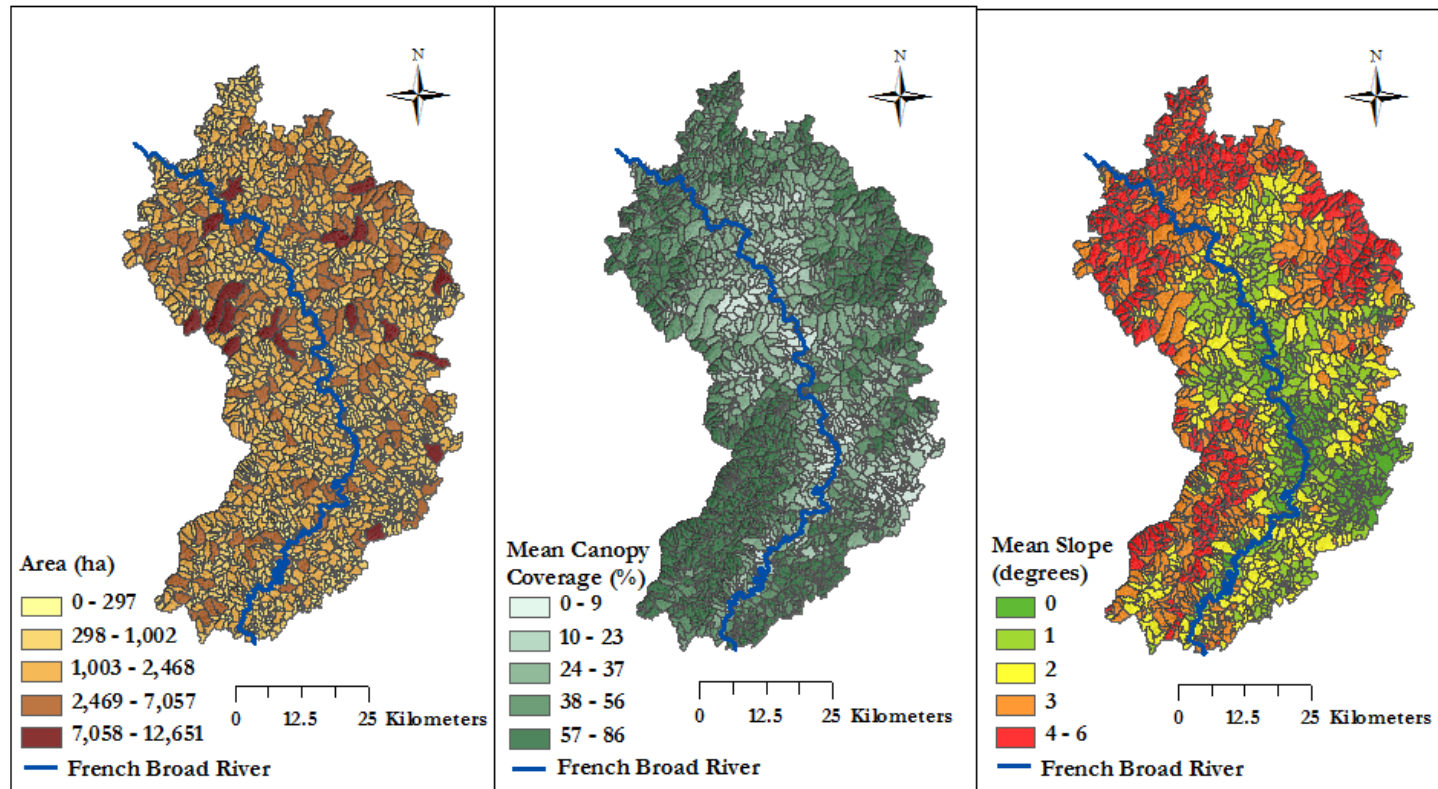 N
Area (ha)
0 - 297
298 - 1,002
1,003 - 2,468
2,469 - 7,057
7,058 - 12,651
French Broad River
0 12.5 25 Kilometers
N
Mean Canopy
Coverage (%)
0 - 9
10 - 23
24 - 37
38 - 56
57 - 86
French Broad River
0 12.5 25 Kilometers
N
Mean Slope
(degrees)
0
1
2
3
4 - 6
French Broad River
0 12.5 25 Kilometers